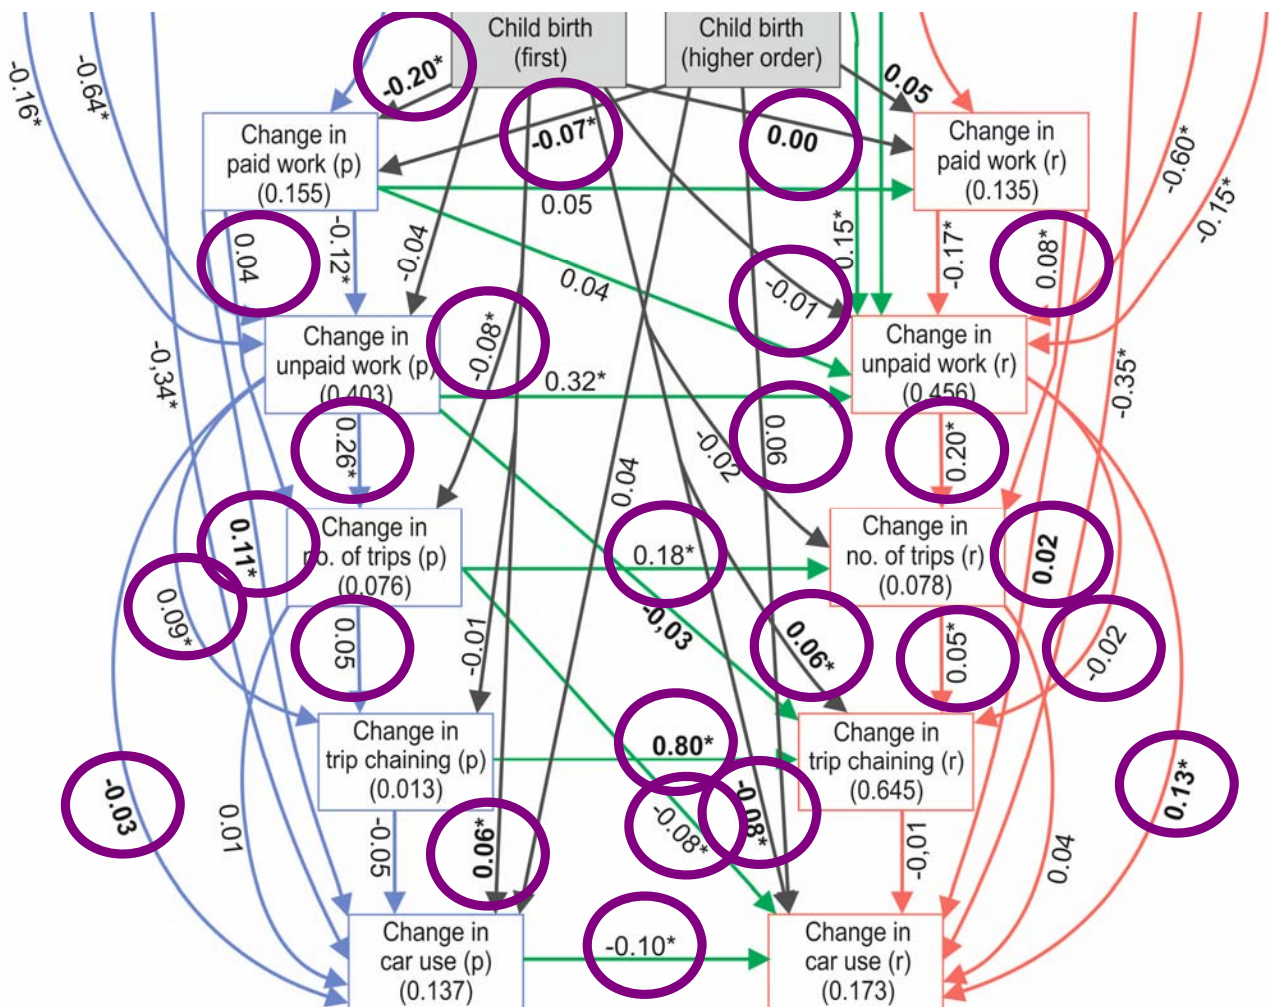 Child birth
(first)
Child birth
(higher order)
-0.20*
0.05
-0.16*
-0.64*
-0.07*
0.00
-0.60*
-0.15*
Change in
paid work (p)
(0.155)
Change in
paid work (r)
(0.135)
0.05
0.04
-0.12*
-0.04
0.04
-0.01
0.15*
-0.17*
0.08*
Change in
unpaid work (p)
(0.403)
Change in
unpaid work (r)
(0.456)
-0,34*
-0.08*
0.32*
-0.35*
0.26*
0.04
-0.02
0.06
0.20*
Change in
no. of trips (p)
(0.076)
Change in
no. of trips (r)
(0.078)
0.11*
0.18*
0.02
0.09*
0.05
-0.01
-0,03
0.06*
0.05*
-0.02
Change in
trip chaining (p)
(0.013)
Change in
trip chaining (r)
(0.645)
0.80*
-0.03
0.01
-0.05
0.06*
-0.08*
-0.08*
-0,01
0.04
0.13*
Change in
car use (p)
(0.137)
Change in
car use (r)
(0.173)
-0.10*